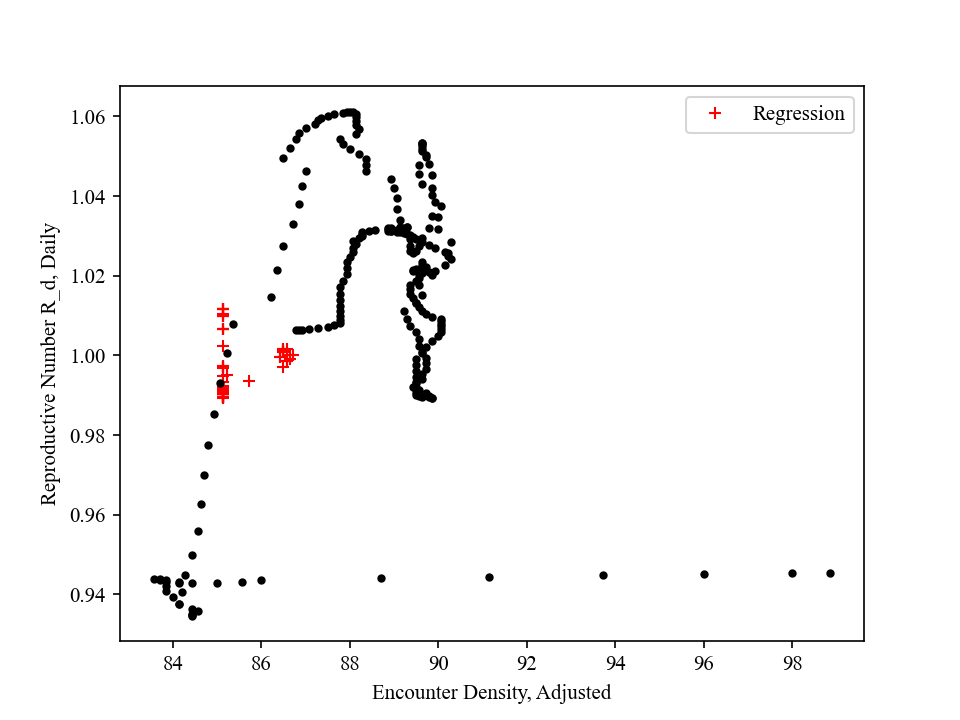 Regression
1.06
1.04
1.02
1.00
0.98
0.96
0.94
Reproductive Number R_d, Daily
84 86 88 90 92 94 96 98
Encounter Density, Adjusted